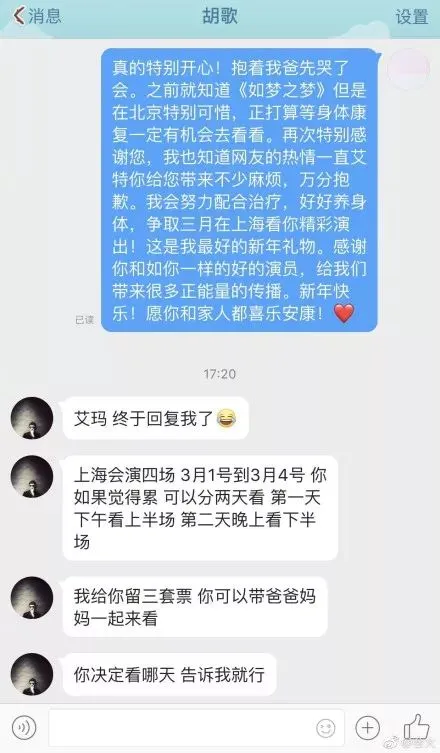 消息
胡歌
设置
真的特别开心！抱着我爸先哭了
会。之前就知道《如梦之梦》但是
在北京特别可惜，正打算等身体康
复一定有机会去看看。再次特别感
谢您，我也知道网友的热情一直艾
特你给您带来不少麻烦，万分抱
歉。我会努力配合治疗，好好养身
体，争取三月在上海看你精彩演
出！这是我最好的新年礼物。感谢
你和如你一样的好的演员，给我们
带来很多正能量的传播。新年快
乐！愿你和家人都喜乐安康！❤️
已读
17:20
艾玛 终于回复我了😂
上海会演四场 3月1号到3月4号 你
如果觉得累 可以分两天看 第一天
下午看上半场 第二天晚上看下半
场
我给你留三套票 你可以带爸爸妈
妈一起来看
你决定看哪天 告诉我就行